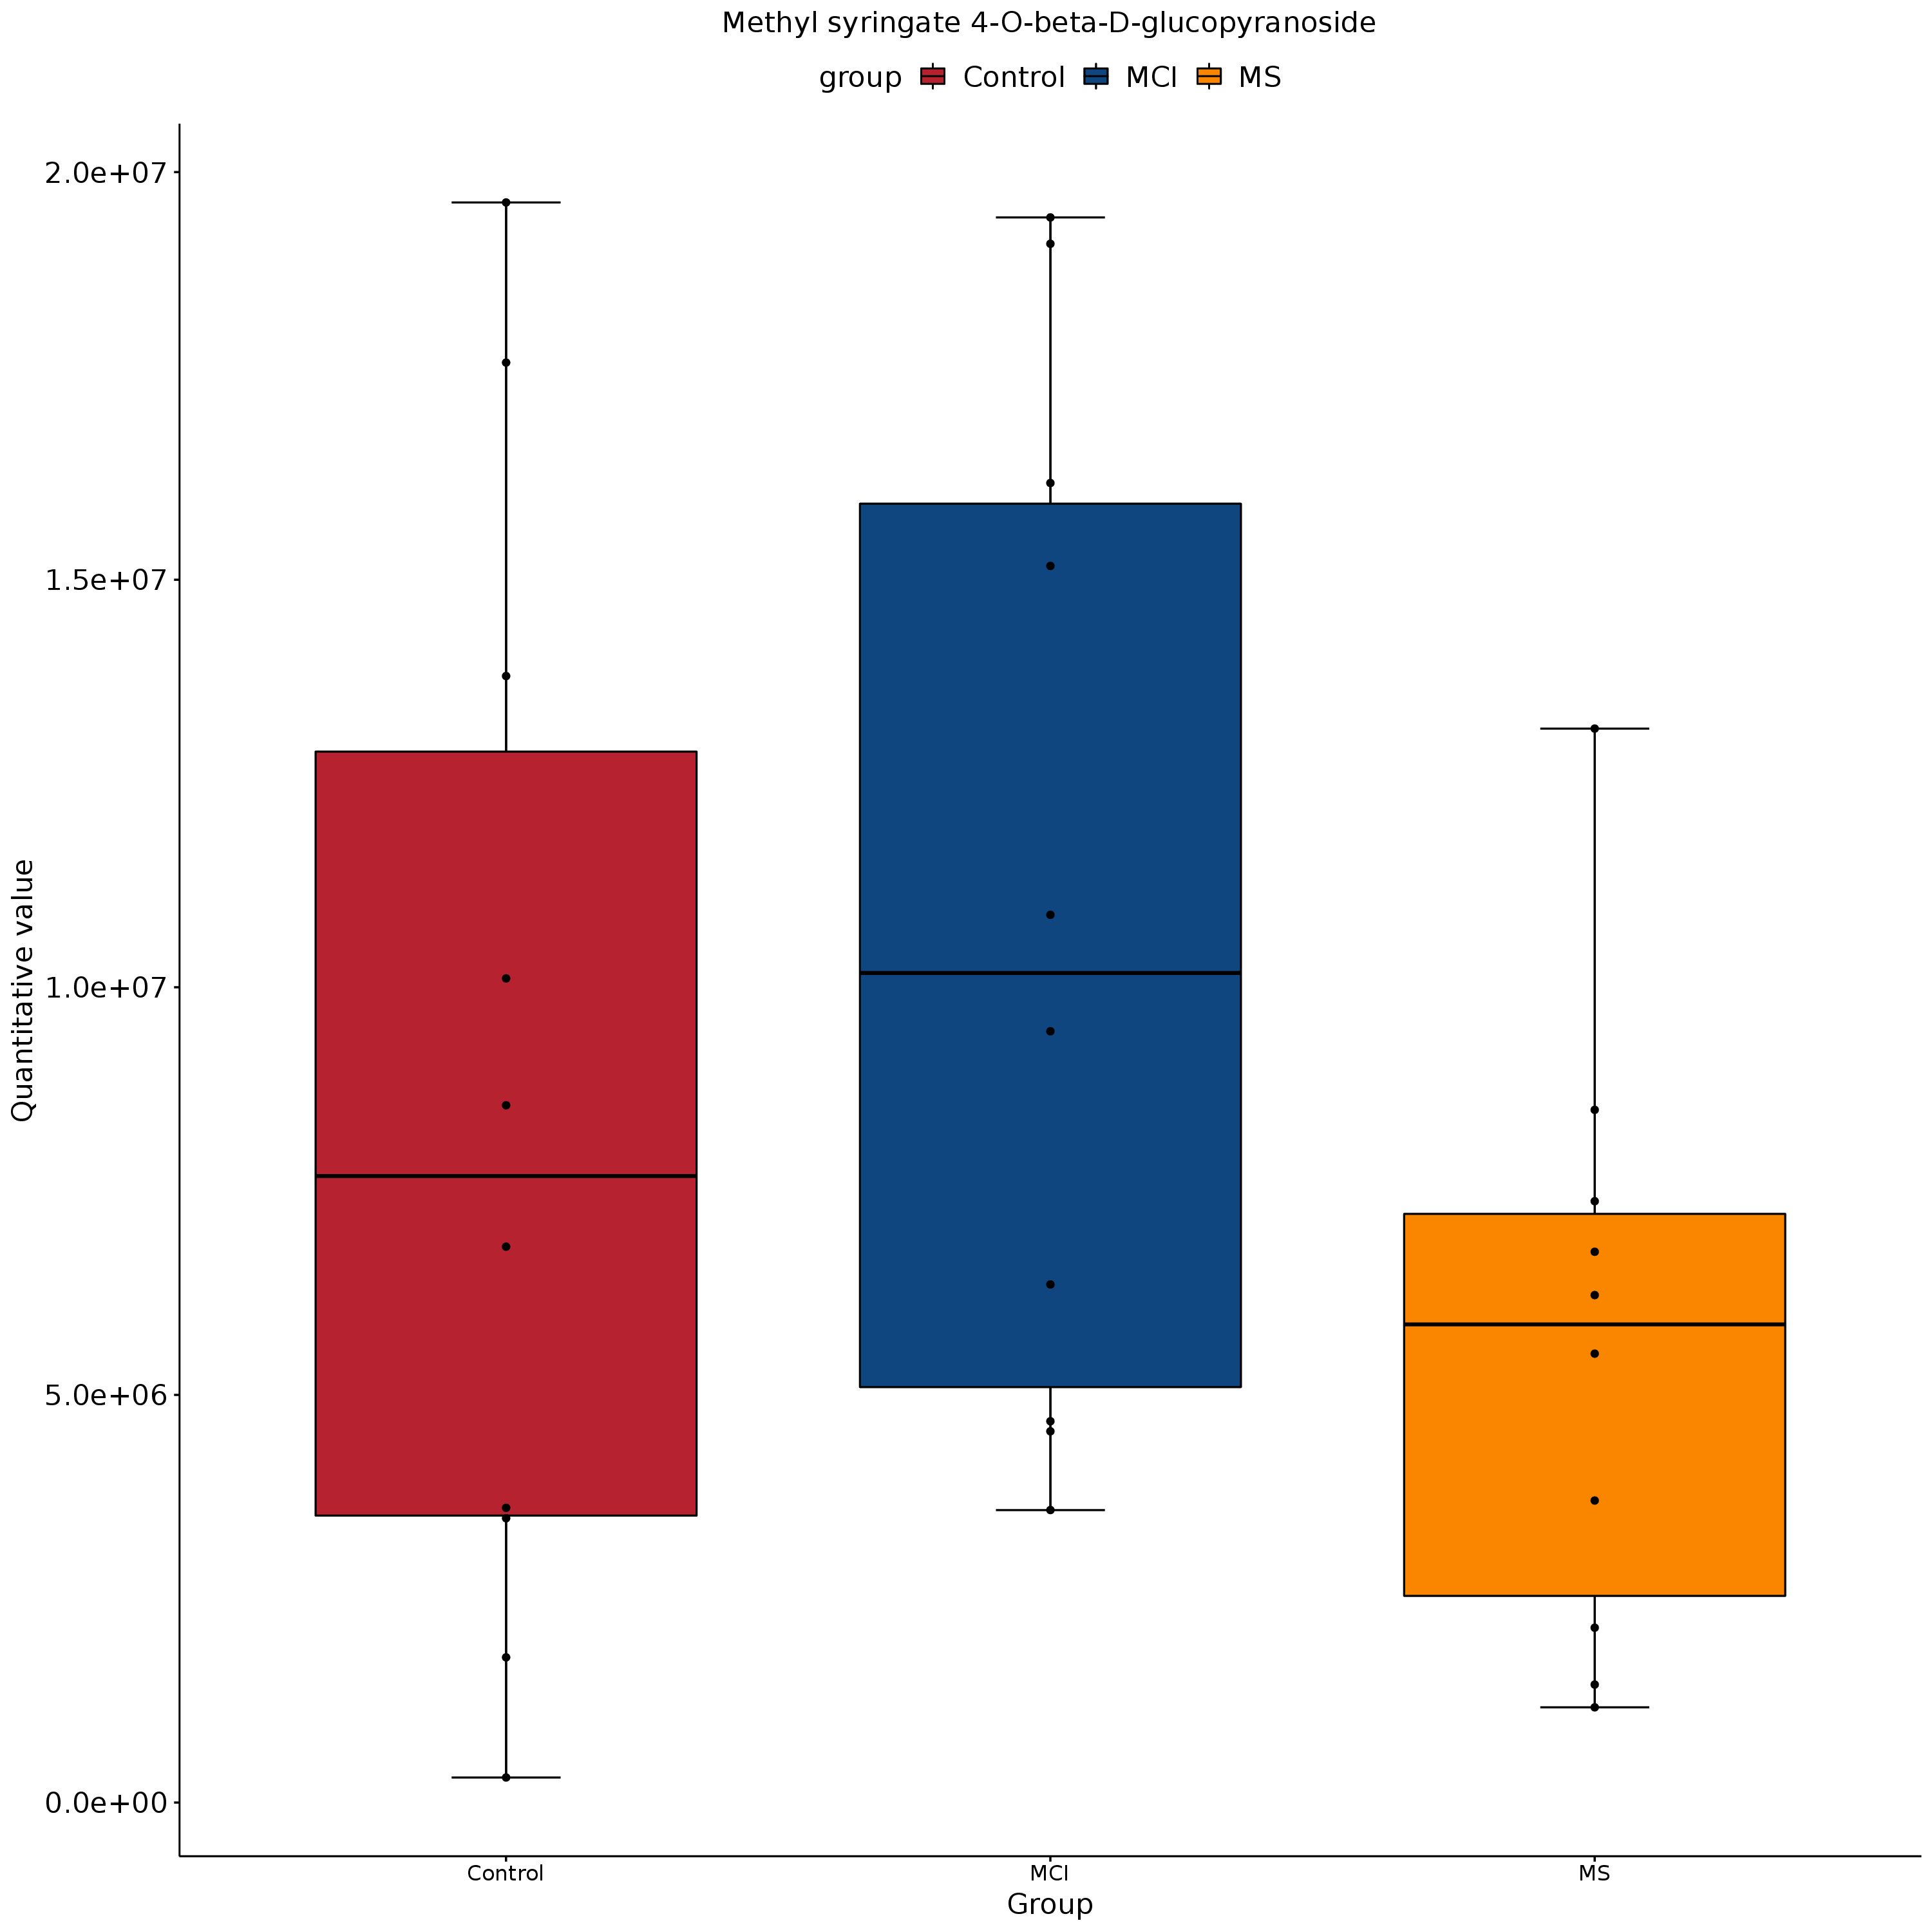 Methyl syringate 4-O-beta-D-glucopyranoside
group Control MCI MS
Quantitative value
2.0e+07
1.5e+07
1.0e+07
5.0e+06
0.0e+00
Control MCI MS
Group